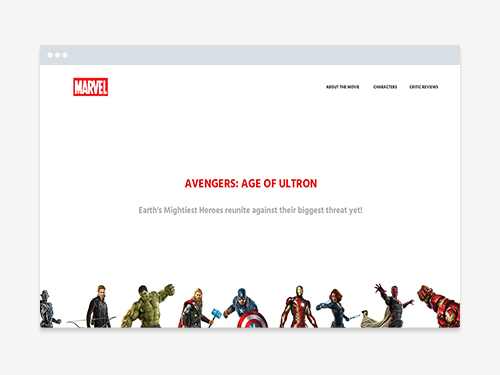 MARVEL
ABOUT THE MOVIE CHARACTERS CRITIC REVIEWS
AVENGERS: AGE OF ULTRON
Earth's Mightiest Heroes reunite against their biggest threat yet!